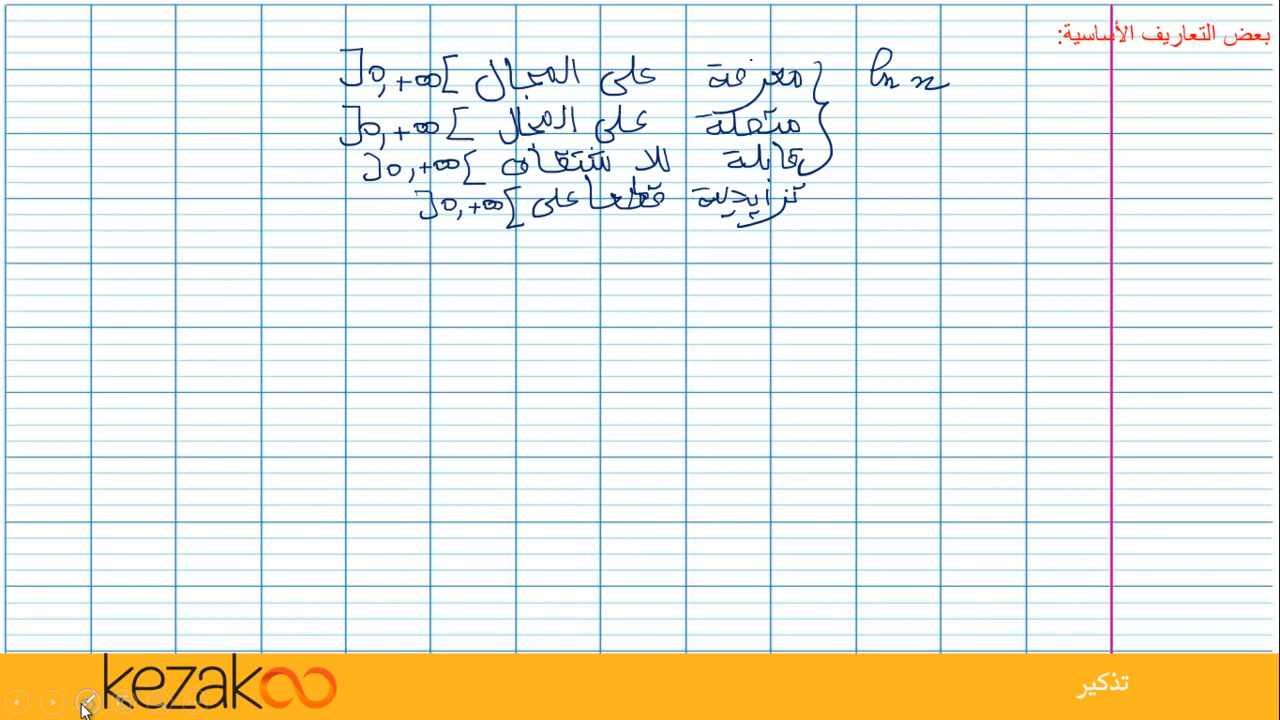 بعض التعاريف الأساسية:
ln x معرفة على المجال ]0,+∞[
متصلة على المجال ]0,+∞[
قابلة للاشتقاق ]0,+∞[
تزايدية قطعا على ]0,+∞[
kezakoo
تذكير